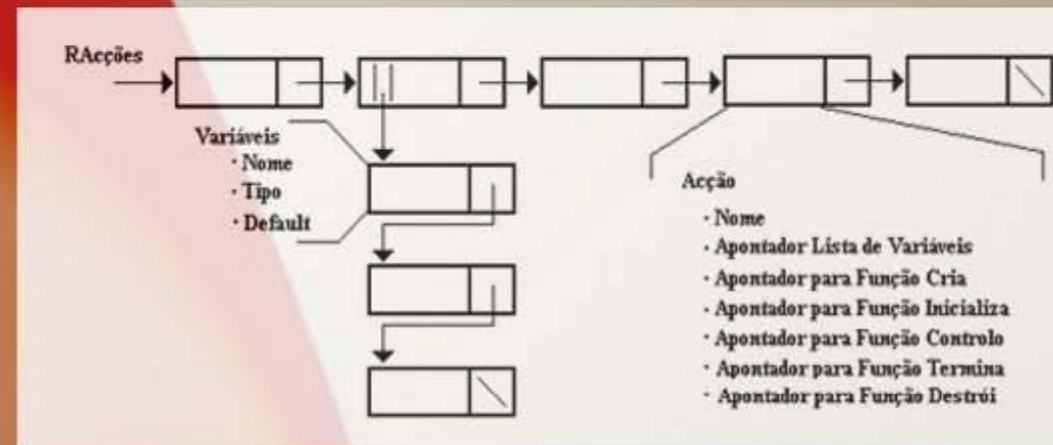 RAcções
Variáveis
· Nome
· Tipo
· Default
Acção
· Nome
· Apontador Lista de Variáveis
· Apontador para Função Cria
· Apontador para Função Inicializa
· Apontador para Função Controlo
· Apontador para Função Termina
· Apontador para Função Destrói